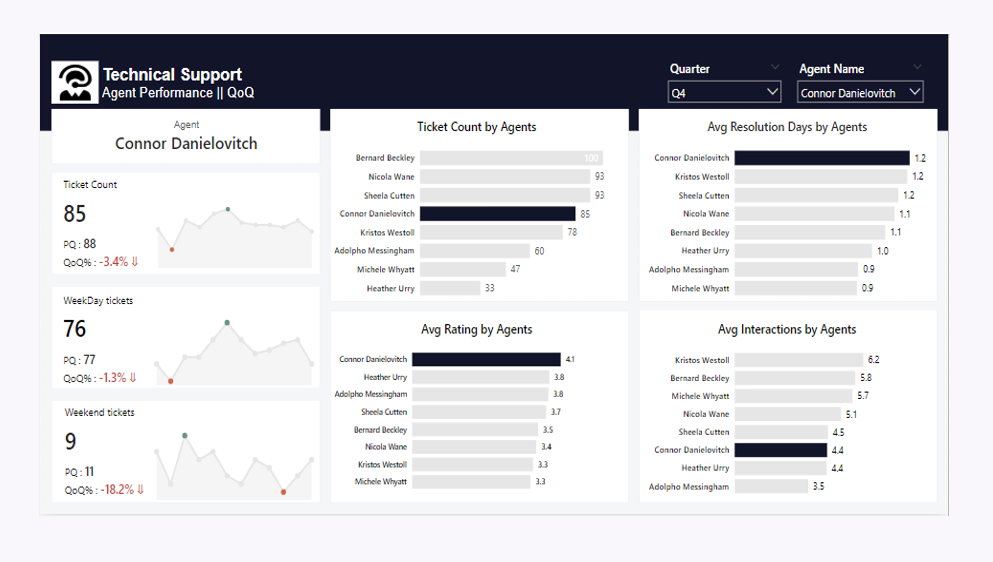 Technical Support
Agent Performance || QoQ
Quarter
Q4
Agent Name
Connor Danielovitch
Agent
Connor Danielovitch
Ticket Count
85
PQ : 88
QoQ% : -3.4% ⇓
WeekDay tickets
76
PQ : 77
QoQ% : -1.3% ⇓
Weekend tickets
9
PQ : 11
QoQ% : -18.2% ⇓
Ticket Count by Agents
Bernard Beckley 100
Nicola Wane 93
Sheela Cutten 93
Connor Danielovitch 85
Kristos Westoll 78
Adolpho Messingham 60
Michele Whyatt 47
Heather Urry 33
Avg Resolution Days by Agents
Connor Danielovitch 1.2
Kristos Westoll 1.2
Sheela Cutten 1.2
Nicola Wane 1.1
Bernard Beckley 1.1
Heather Urry 1.0
Adolpho Messingham 0.9
Michele Whyatt 0.9
Avg Rating by Agents
Connor Danielovitch 4.1
Heather Urry 3.8
Adolpho Messingham 3.8
Sheela Cutten 3.7
Bernard Beckley 3.5
Nicola Wane 3.4
Kristos Westoll 3.3
Michele Whyatt 3.3
Avg Interactions by Agents
Kristos Westoll 6.2
Bernard Beckley 5.8
Michele Whyatt 5.7
Nicola Wane 5.1
Sheela Cutten 4.5
Connor Danielovitch 4.4
Heather Urry 4.4
Adolpho Messingham 3.5